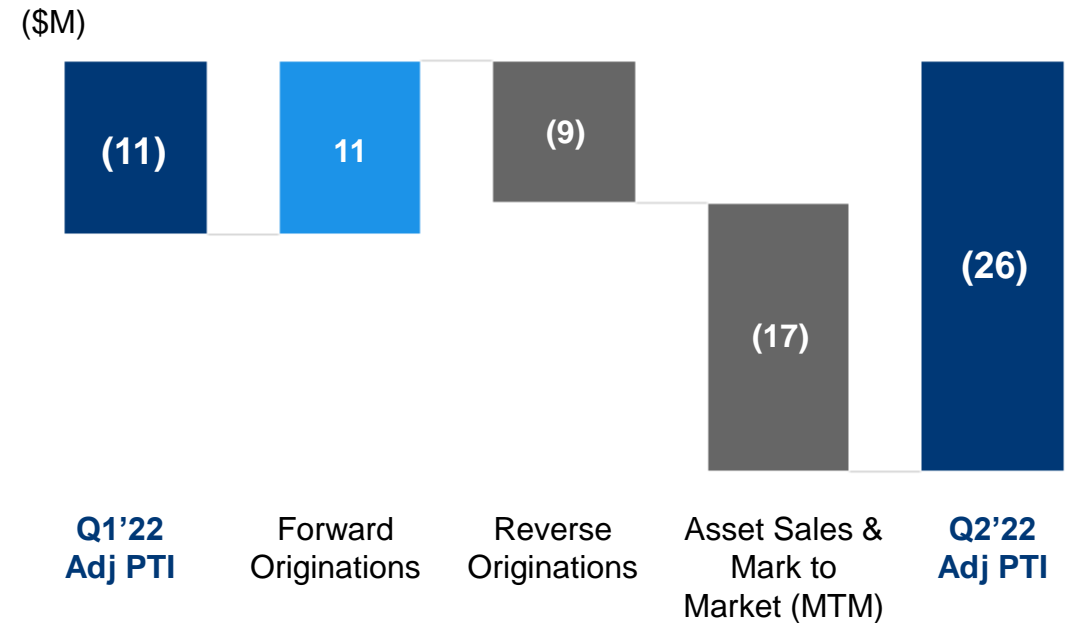 ($M)
(11)
11
(9)
(17)
(26)
Q1’22
Adj PTI
Forward
Originations
Reverse
Originations
Asset Sales &
Mark to
Market (MTM)
Q2’22
Adj PTI